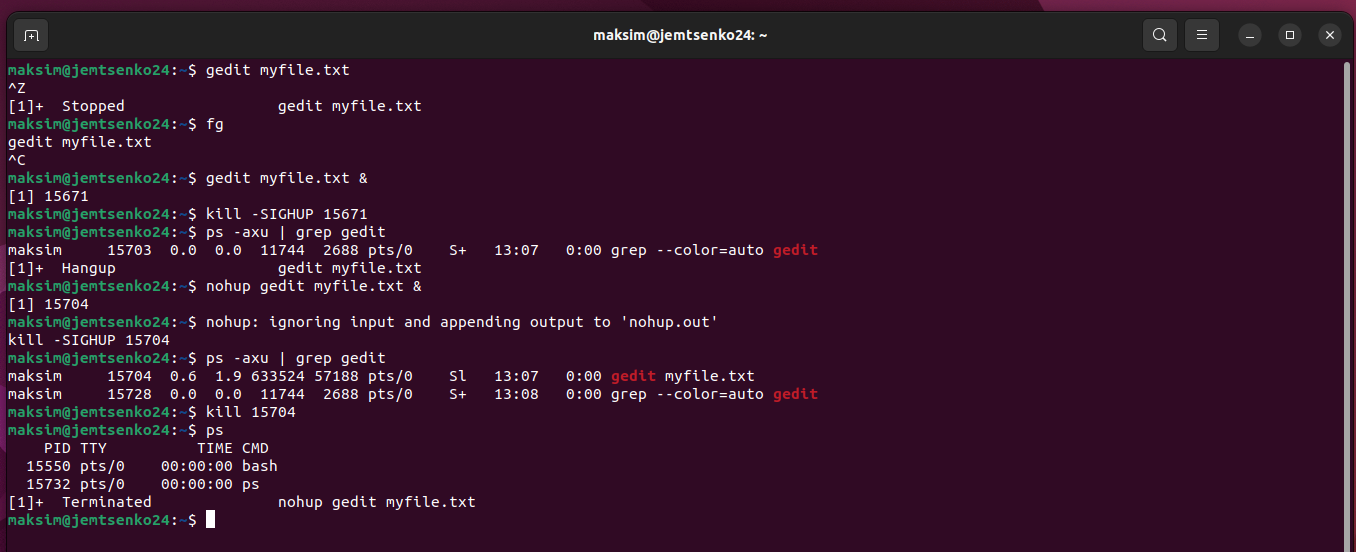 maksim@jemtsenko24: ~
maksim@jemtsenko24:~$ gedit myfile.txt
^Z
[1]+  Stopped                 gedit myfile.txt
maksim@jemtsenko24:~$ fg
gedit myfile.txt
^C
maksim@jemtsenko24:~$ gedit myfile.txt &
[1] 15671
maksim@jemtsenko24:~$ kill -SIGHUP 15671
maksim@jemtsenko24:~$ ps -axu | grep gedit
maksim     15703  0.0  0.0  11744  2688 pts/0    S+   13:07   0:00 grep --color=auto gedit
[1]+  Hangup                  gedit myfile.txt
maksim@jemtsenko24:~$ nohup gedit myfile.txt &
[1] 15704
maksim@jemtsenko24:~$ nohup: ignoring input and appending output to 'nohup.out'
kill -SIGHUP 15704
maksim@jemtsenko24:~$ ps -axu | grep gedit
maksim     15704  0.6  1.9 633524 57188 pts/0    Sl   13:07   0:00 gedit myfile.txt
maksim     15728  0.0  0.0  11744  2688 pts/0    S+   13:08   0:00 grep --color=auto gedit
maksim@jemtsenko24:~$ kill 15704
maksim@jemtsenko24:~$ ps
    PID TTY          TIME CMD
  15550 pts/0    00:00:00 bash
  15732 pts/0    00:00:00 ps
[1]+  Terminated              nohup gedit myfile.txt
maksim@jemtsenko24:~$